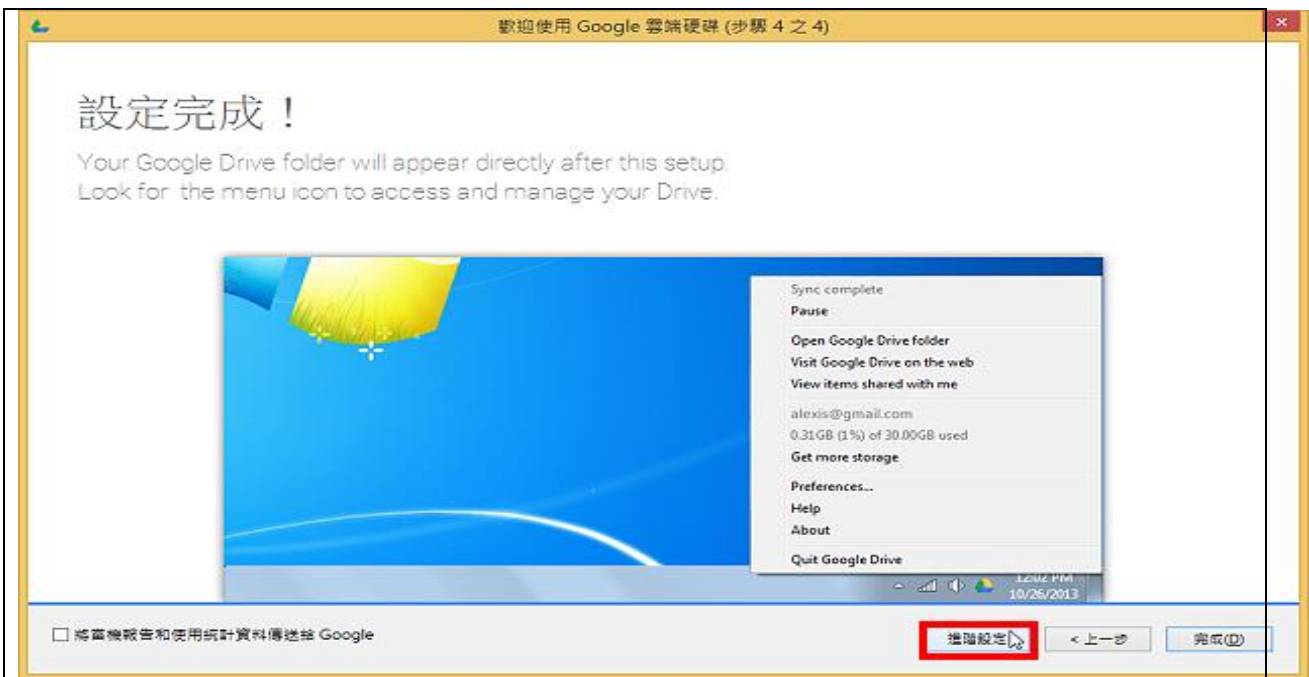 歡迎使用 Google 雲端硬碟 (步驟 4 之 4)
設定完成！
Your Google Drive folder will appear directly after this setup.
Look for the menu icon to access and manage your Drive.
Sync complete
Pause
Open Google Drive folder
Visit Google Drive on the web
View items shared with me
alexis@gmail.com
0.31GB (1%) of 30.00GB used
Get more storage
Preferences...
Help
About
Quit Google Drive
12:02 PM
10/26/2013
將當機報告和使用統計資料傳送給 Google
進階設定
< 上一步
完成(D)